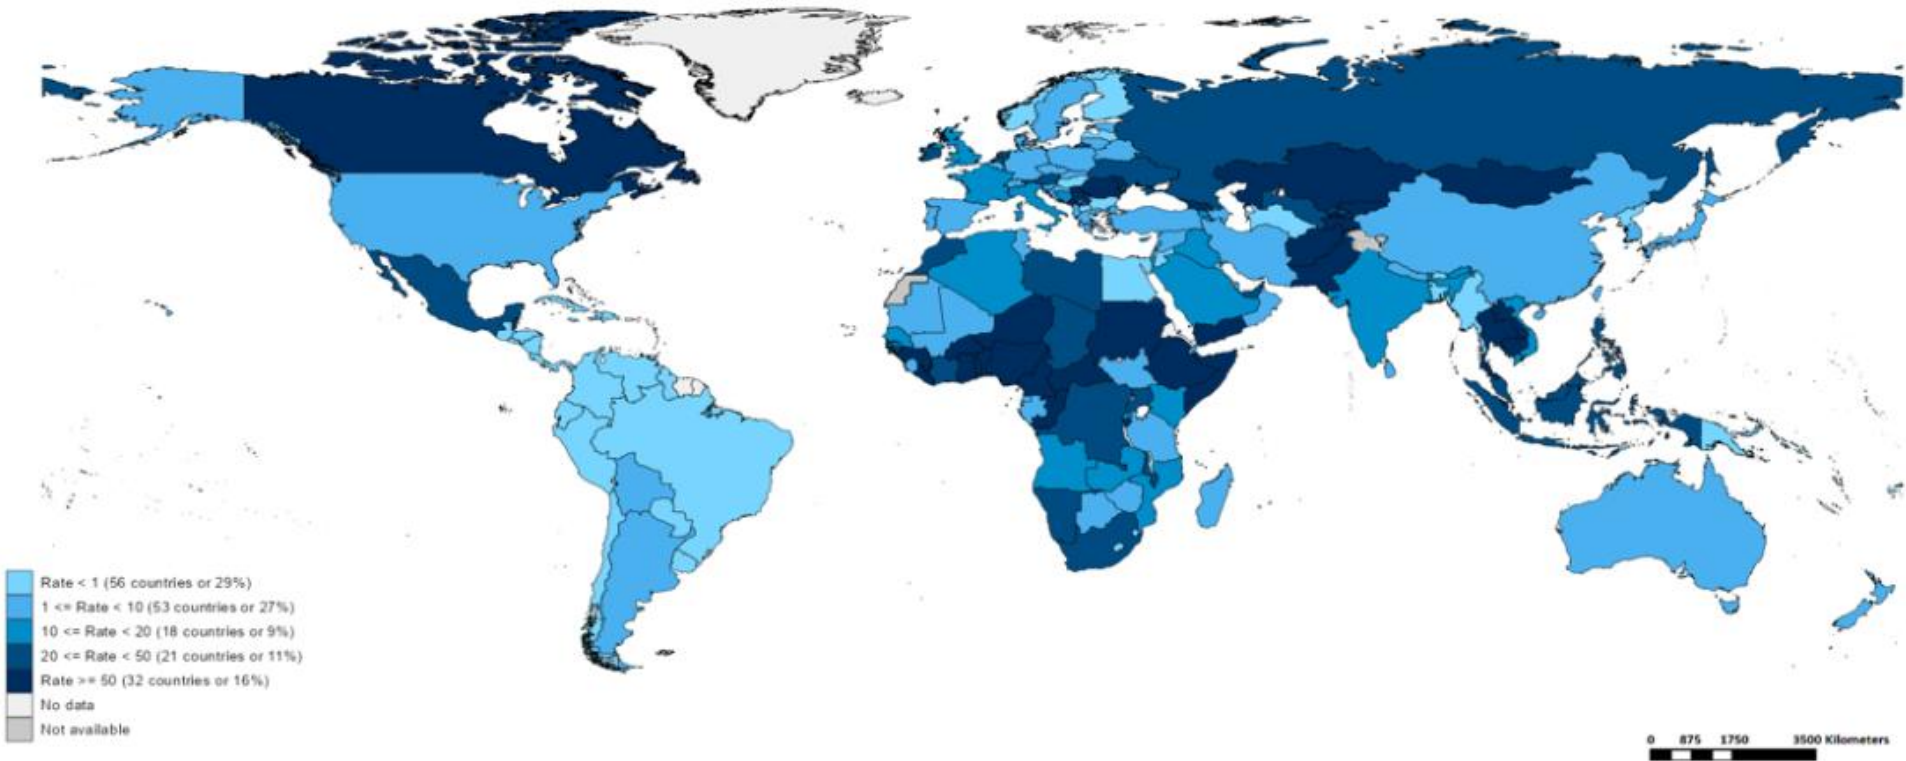 Rate < 1 (56 countries or 29%)
1 <= Rate < 10 (53 countries or 27%)
10 <= Rate < 20 (18 countries or 9%)
20 <= Rate < 50 (21 countries or 11%)
Rate >= 50 (32 countries or 16%)
No data
Not available
0 875 1750 3500 Kilometers